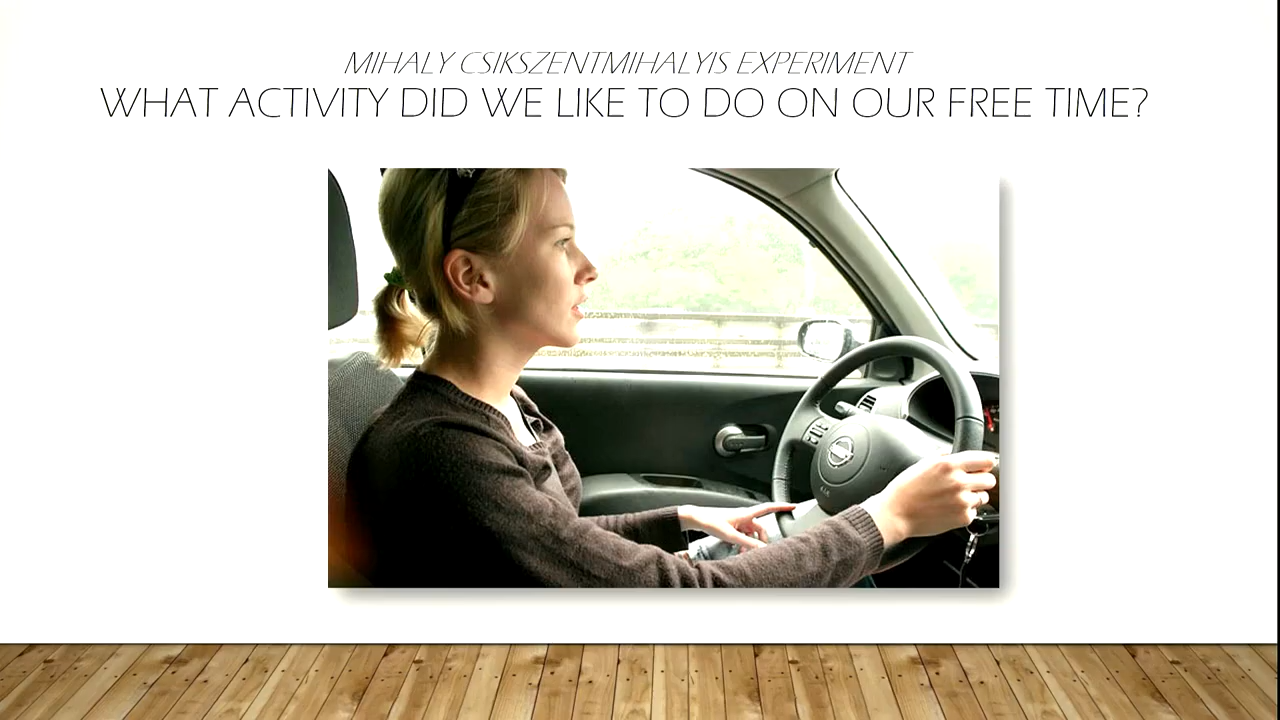 MIHALY CSIKSZENTMIHALYIS EXPERIMENT
WHAT ACTIVITY DID WE LIKE TO DO ON OUR FREE TIME?